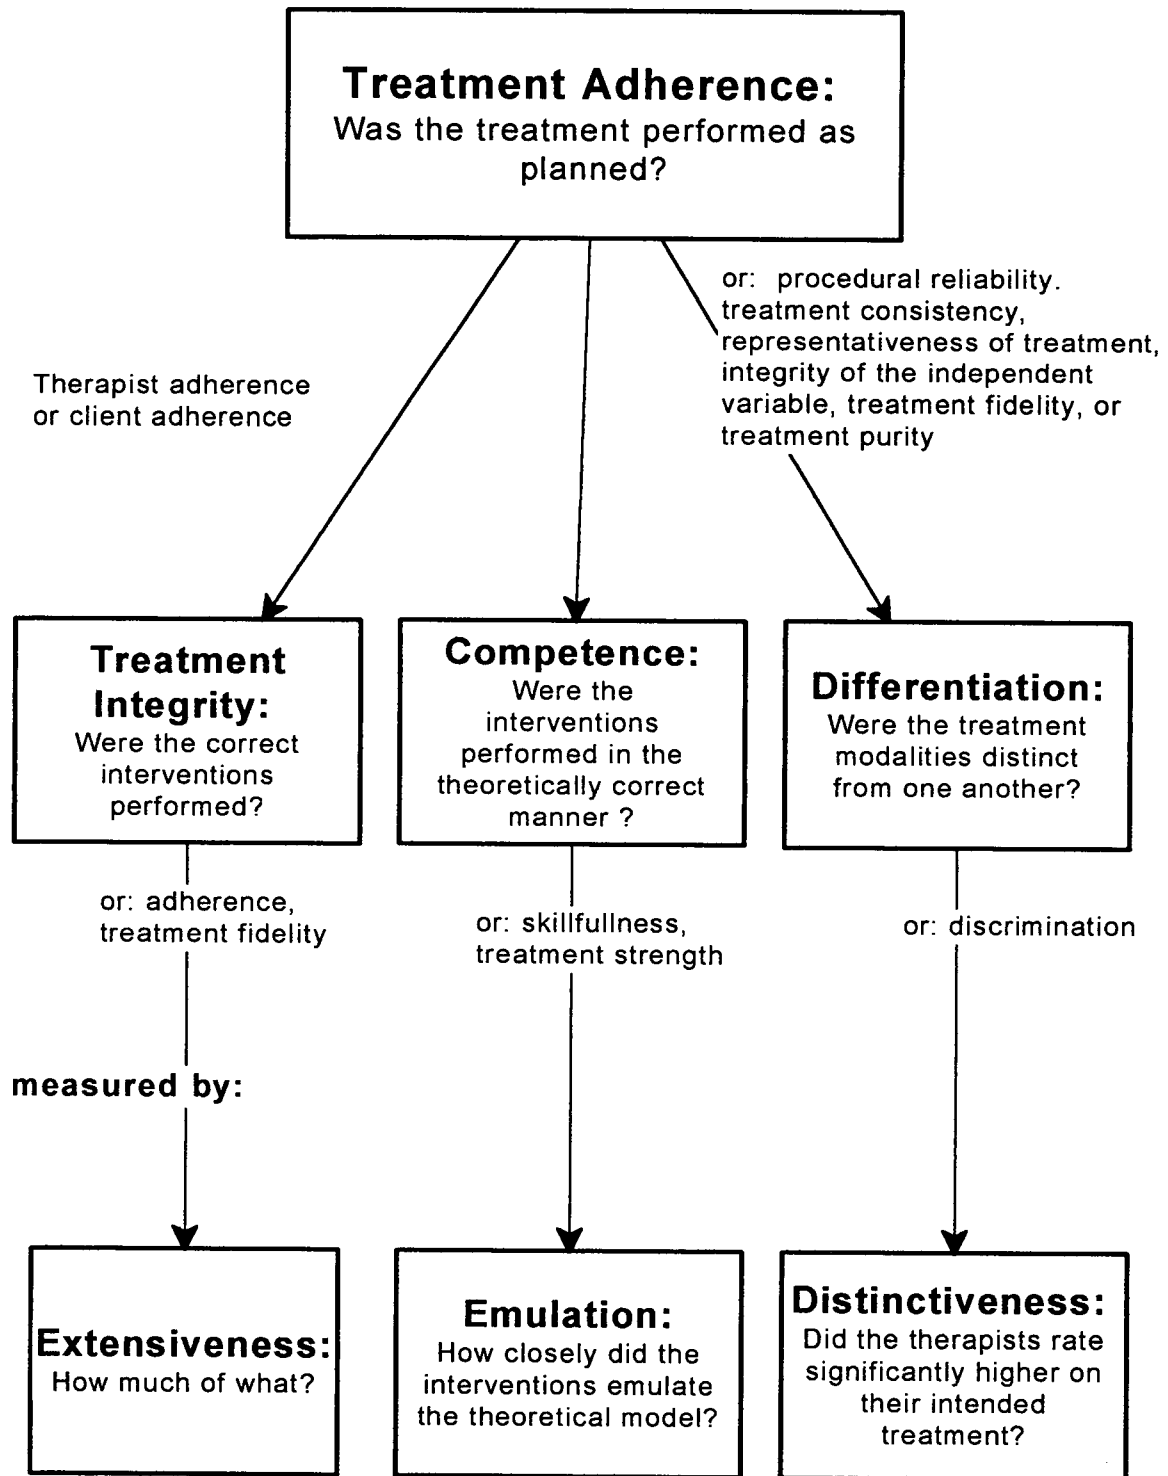 Treatment Adherence:
Was the treatment performed as
planned?
or: procedural reliability.
treatment consistency,
representativeness of treatment,
integrity of the independent
variable, treatment fidelity, or
treatment purity
Therapist adherence
or client adherence
Treatment
Integrity:
Were the correct
interventions
performed?
Competence:
Were the
interventions
performed in the
theoretically correct
manner ?
Differentiation:
Were the treatment
modalities distinct
from one another?
or: adherence,
treatment fidelity
or: skillfullness,
treatment strength
or: discrimination
measured by:
Extensiveness:
How much of what?
Emulation:
How closely did the
interventions emulate
the theoretical model?
Distinctiveness:
Did the therapists rate
significantly higher on
their intended
treatment?